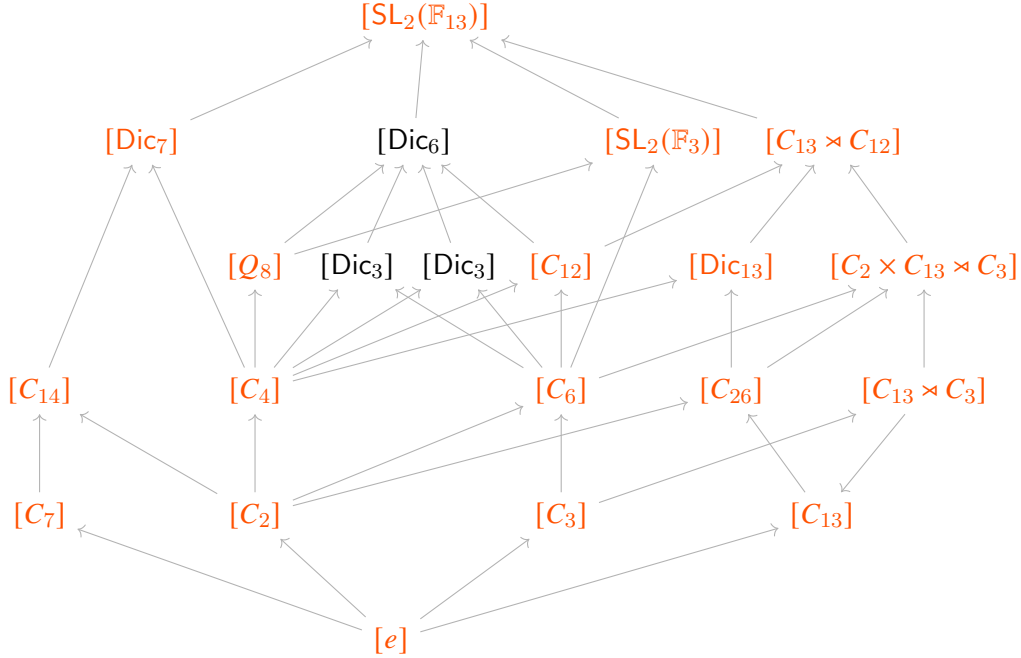 [SL₂(𝔽₁₃)]
[Dic₇] [Dic₆] [SL₂(𝔽₃)] [C₁₃ ⋊ C₁₂]
[Q₈] [Dic₃] [Dic₃] [C₁₂] [Dic₁₃] [C₂ × C₁₃ ⋊ C₃]
[C₁₄] [C₄] [C₆] [C₂₆] [C₁₃ ⋊ C₃]
[C₇] [C₂] [C₃] [C₁₃]
[e]